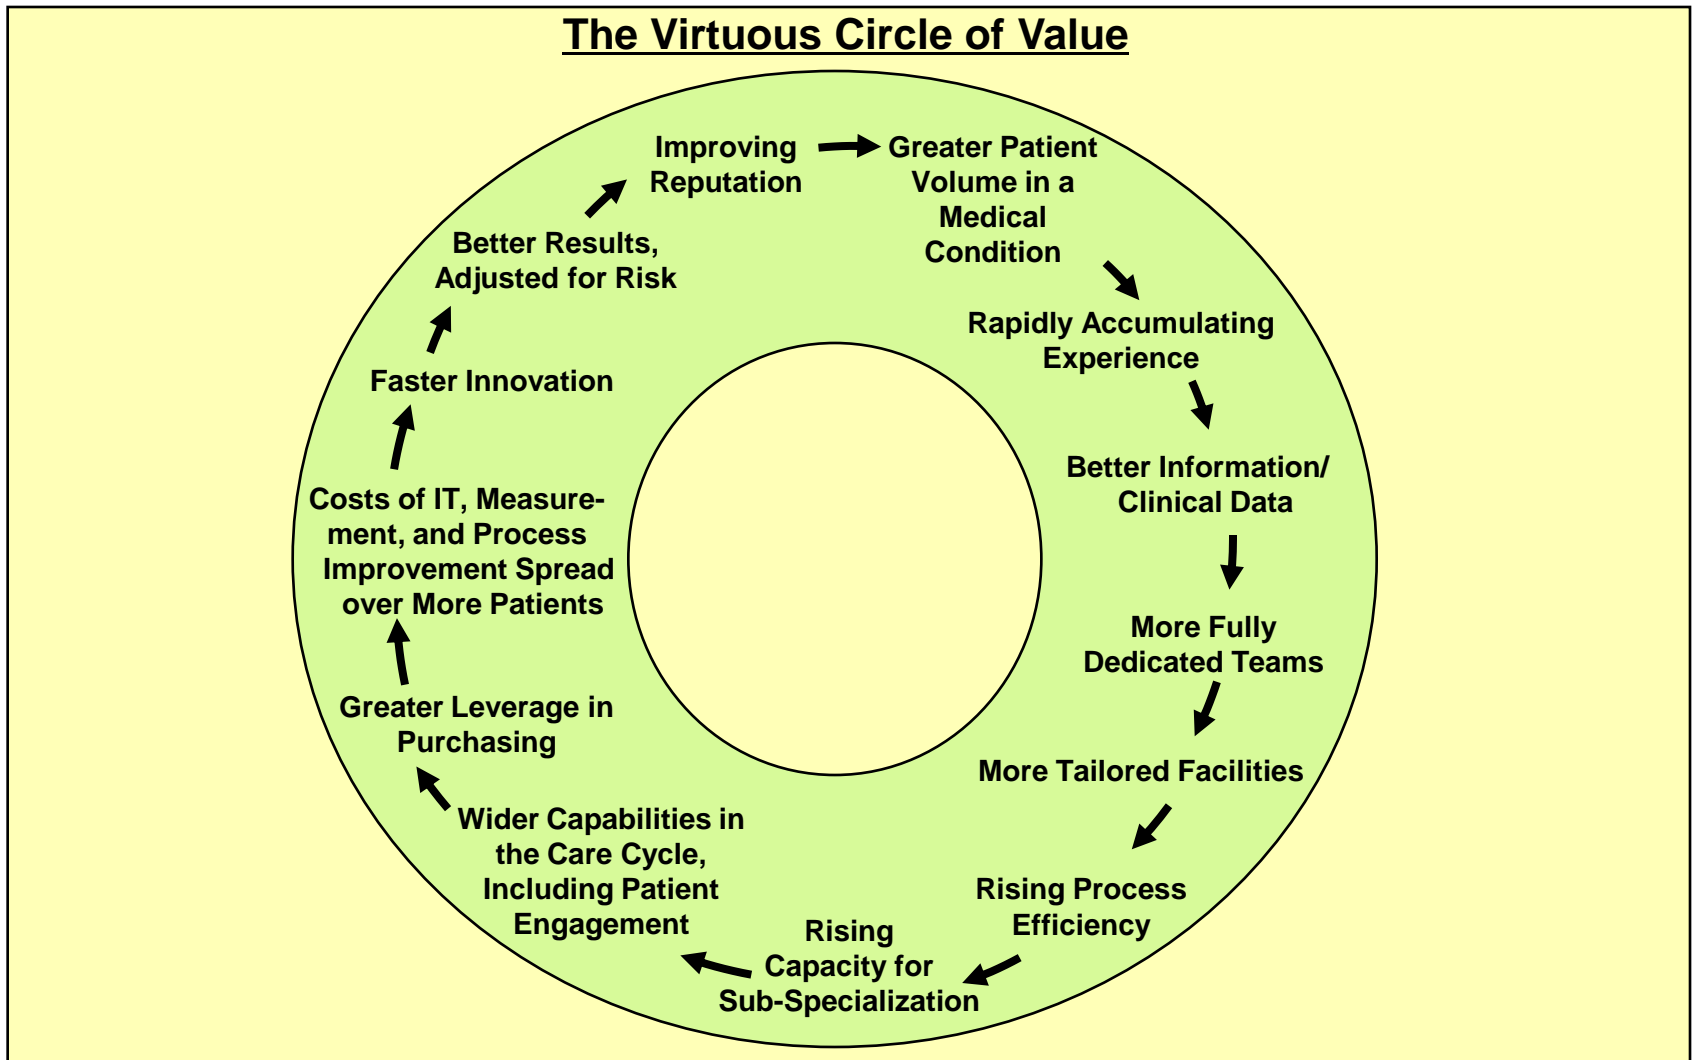 The Virtuous Circle of Value
Improving
Reputation
Greater Patient
Volume in a
Medical
Condition
Rapidly Accumulating
Experience
Better Information/
Clinical Data
More Fully
Dedicated Teams
More Tailored Facilities
Rising Process
Efficiency
Rising
Capacity for
Sub-Specialization
Wider Capabilities in
the Care Cycle,
Including Patient
Engagement
Greater Leverage in
Purchasing
Costs of IT, Measure-
ment, and Process
Improvement Spread
over More Patients
Faster Innovation
Better Results,
Adjusted for Risk